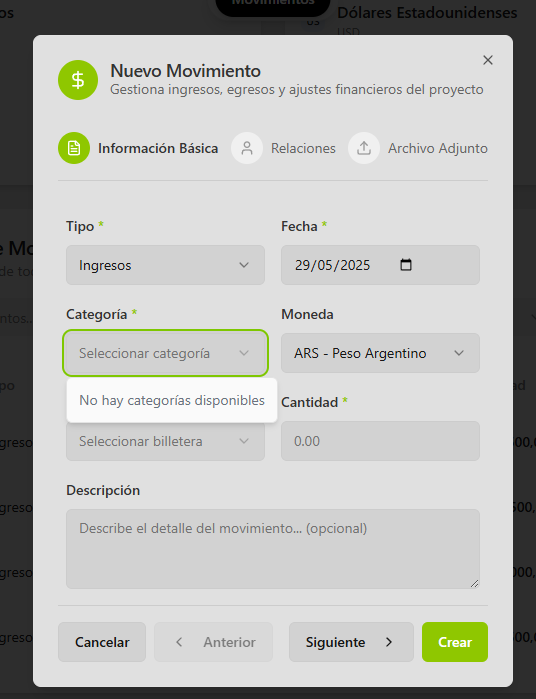 os
Movimientos
03
Dólares Estadounidenses
USD
Nuevo Movimiento
Gestiona ingresos, egresos y ajustes financieros del proyecto
Información Básica
Relaciones
Archivo Adjunto
Tipo *
Fecha *
Ingresos
29/05/2025
Categoría *
Moneda
Seleccionar categoría
ARS - Peso Argentino
No hay categorías disponibles
Cantidad *
Seleccionar billetera
0.00
Descripción
Describe el detalle del movimiento... (opcional)
Cancelar
Anterior
Siguiente
Crear